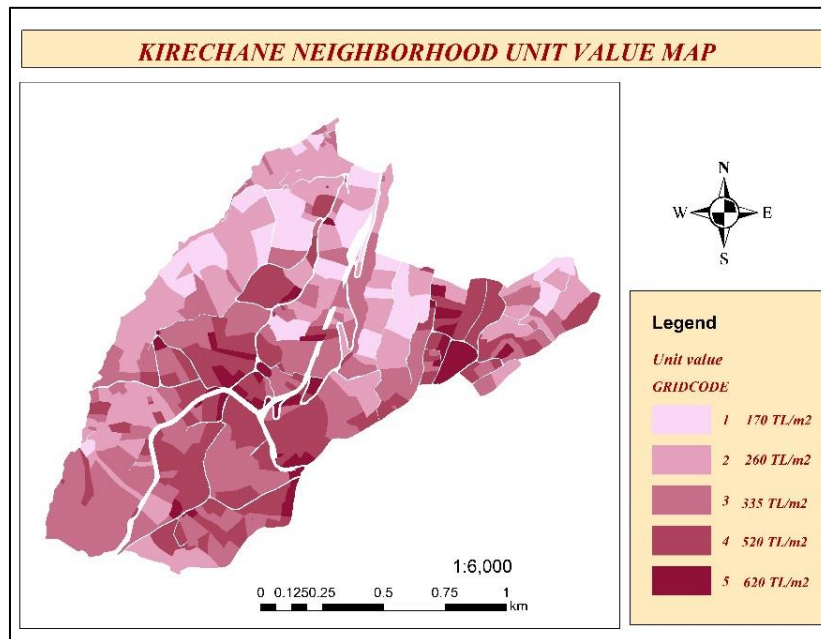 KIRECHANE NEIGHBORHOOD UNIT VALUE MAP
N
W E
S
Legend
Unit value
GRIDCODE
1 170 TL/m2
2 260 TL/m2
3 335 TL/m2
4 520 TL/m2
5 620 TL/m2
1:6,000
0 0.1250.25 0.5 0.75 1
km